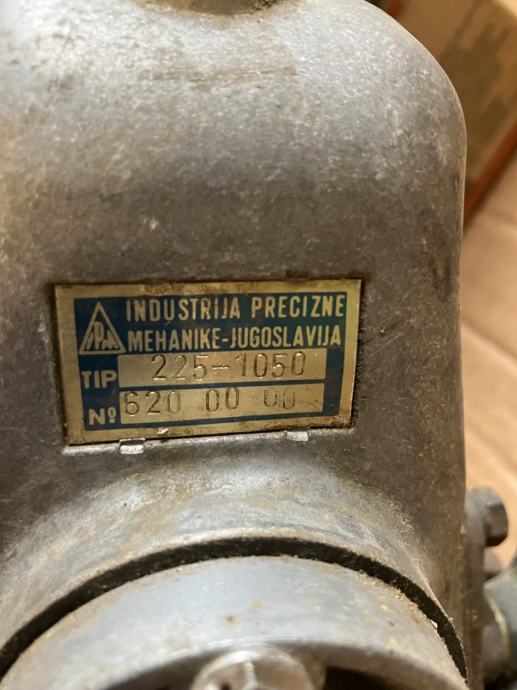 IPM
INDUSTRIJA PRECIZNE
MEHANIKE-JUGOSLAVIJA
TIP 225-1050
Nº 620 00 00